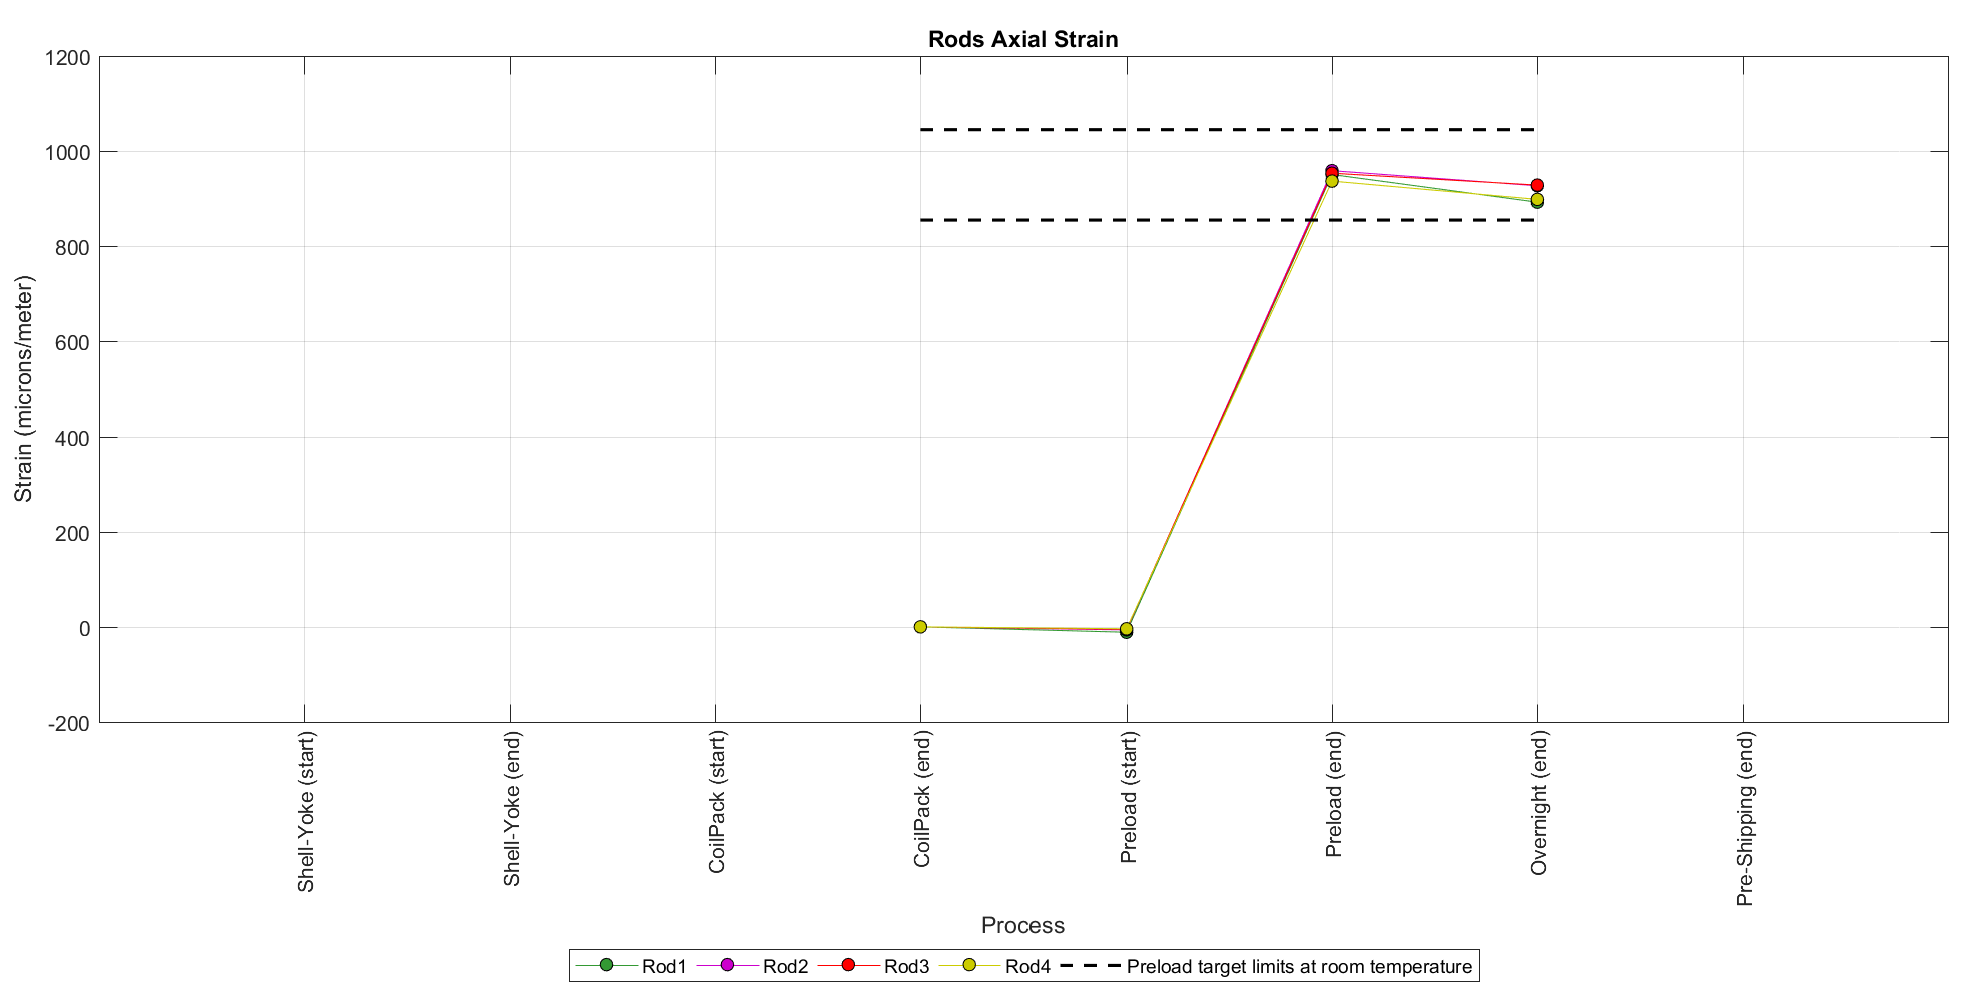 Rods Axial Strain
1200
1000
800
600
400
200
0
-200
Strain (microns/meter)
Shell-Yoke (start)
Shell-Yoke (end)
CoilPack (start)
CoilPack (end)
Preload (start)
Preload (end)
Overnight (end)
Pre-Shipping (end)
Process
Rod1 Rod2 Rod3 Rod4 Preload target limits at room temperature